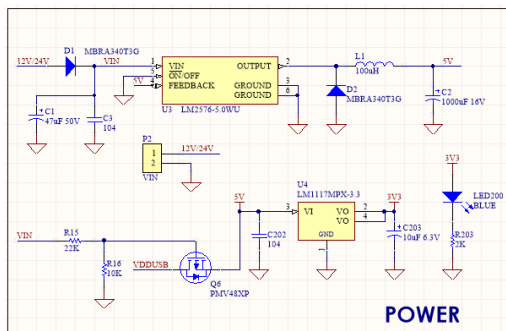 D1
MBRA340T3G
12V/24V
VIN
1
VIN
5
ON/OFF
5V
4
FEEDBACK
OUTPUT
2
GROUND
3
GROUND
6
U3
LM2576-5.0WU
L1
100uH
5V
D2
MBRA340T3G
C2
1000uF 16V
C1
47uF 50V
C3
104
P2
1
2
VIN
12V/24V
5V
U4
LM1117MPX-3.3
3
VI
VO
2
VO
4
GND
1
3V3
C202
104
C203
10uF 6.3V
3V3
LED200
BLUE
R203
2K
VIN
R15
22K
R16
10K
VDDUSB
Q6
PMV48XP
POWER